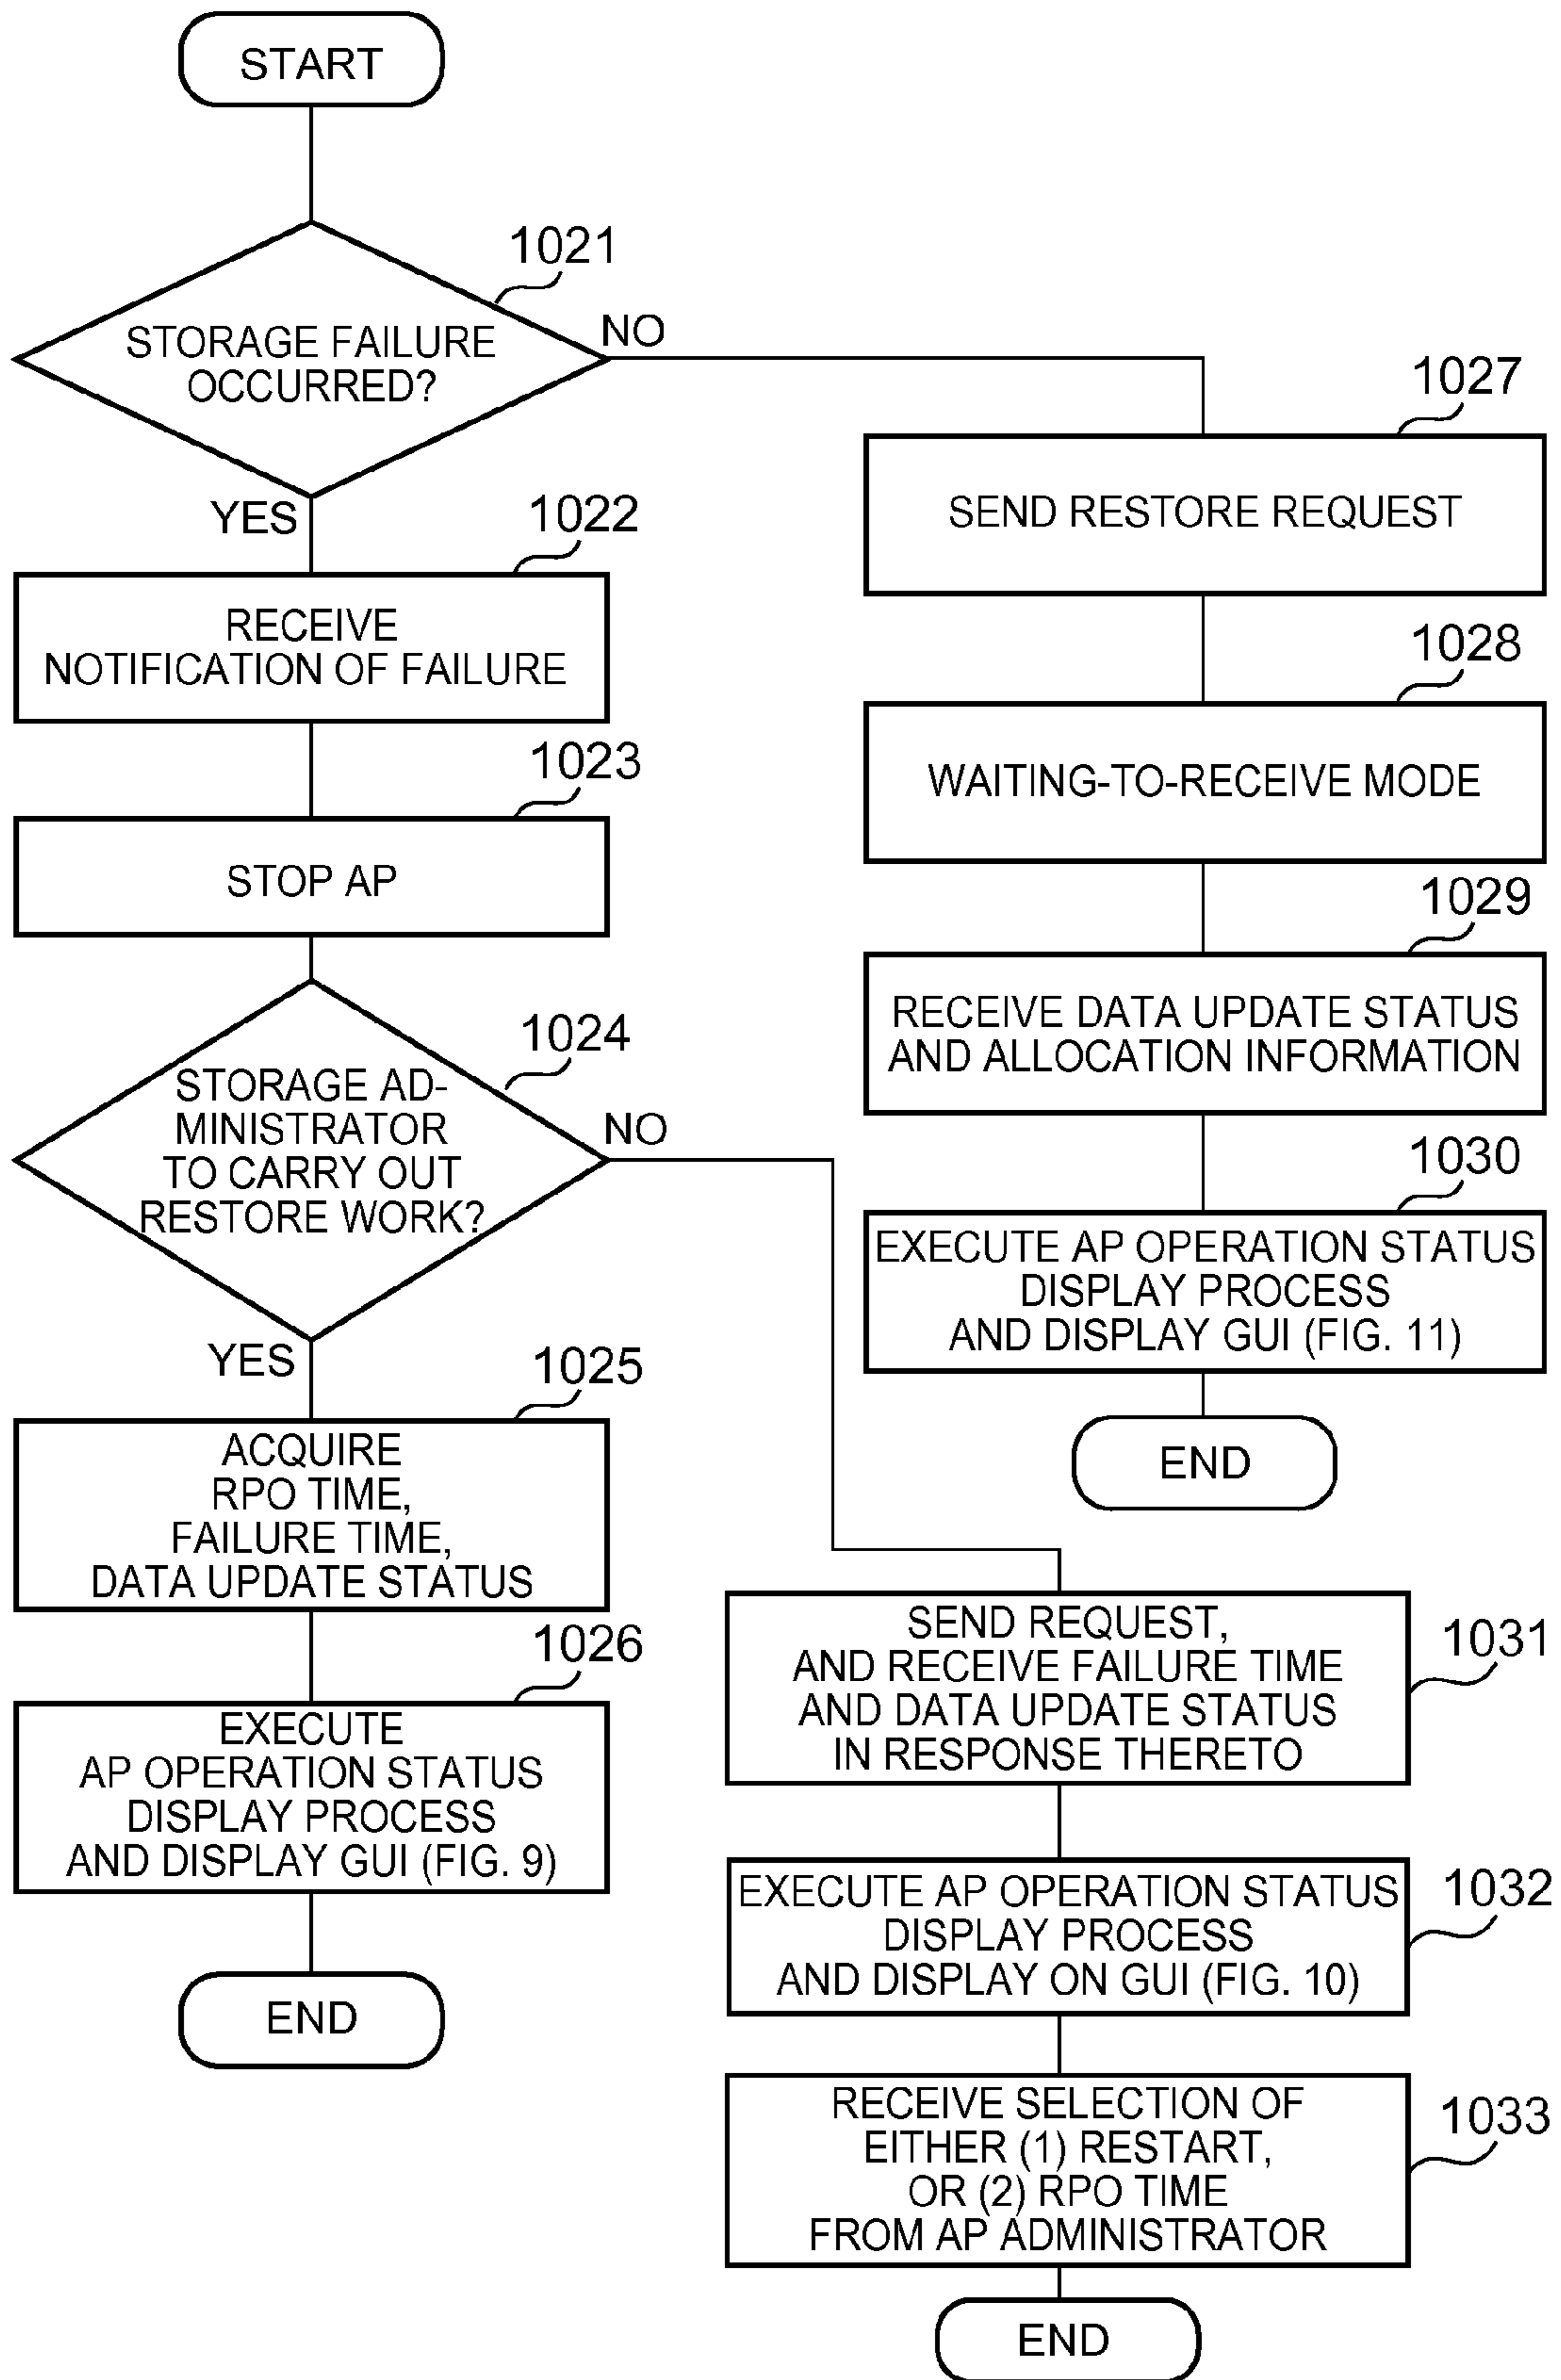 START
1021
STORAGE FAILURE
OCCURRED?
NO
YES
1022
RECEIVE
NOTIFICATION OF FAILURE
1023
STOP AP
1024
STORAGE AD-
MINISTRATOR
TO CARRY OUT
RESTORE WORK?
NO
YES
1025
ACQUIRE
RPO TIME,
FAILURE TIME,
DATA UPDATE STATUS
1026
EXECUTE
AP OPERATION STATUS
DISPLAY PROCESS
AND DISPLAY GUI (FIG. 9)
END
1027
SEND RESTORE REQUEST
1028
WAITING-TO-RECEIVE MODE
1029
RECEIVE DATA UPDATE STATUS
AND ALLOCATION INFORMATION
1030
EXECUTE AP OPERATION STATUS
DISPLAY PROCESS
AND DISPLAY GUI (FIG. 11)
END
1031
SEND REQUEST,
AND RECEIVE FAILURE TIME
AND DATA UPDATE STATUS
IN RESPONSE THERETO
1032
EXECUTE AP OPERATION STATUS
DISPLAY PROCESS
AND DISPLAY ON GUI (FIG. 10)
1033
RECEIVE SELECTION OF
EITHER (1) RESTART,
OR (2) RPO TIME
FROM AP ADMINISTRATOR
END